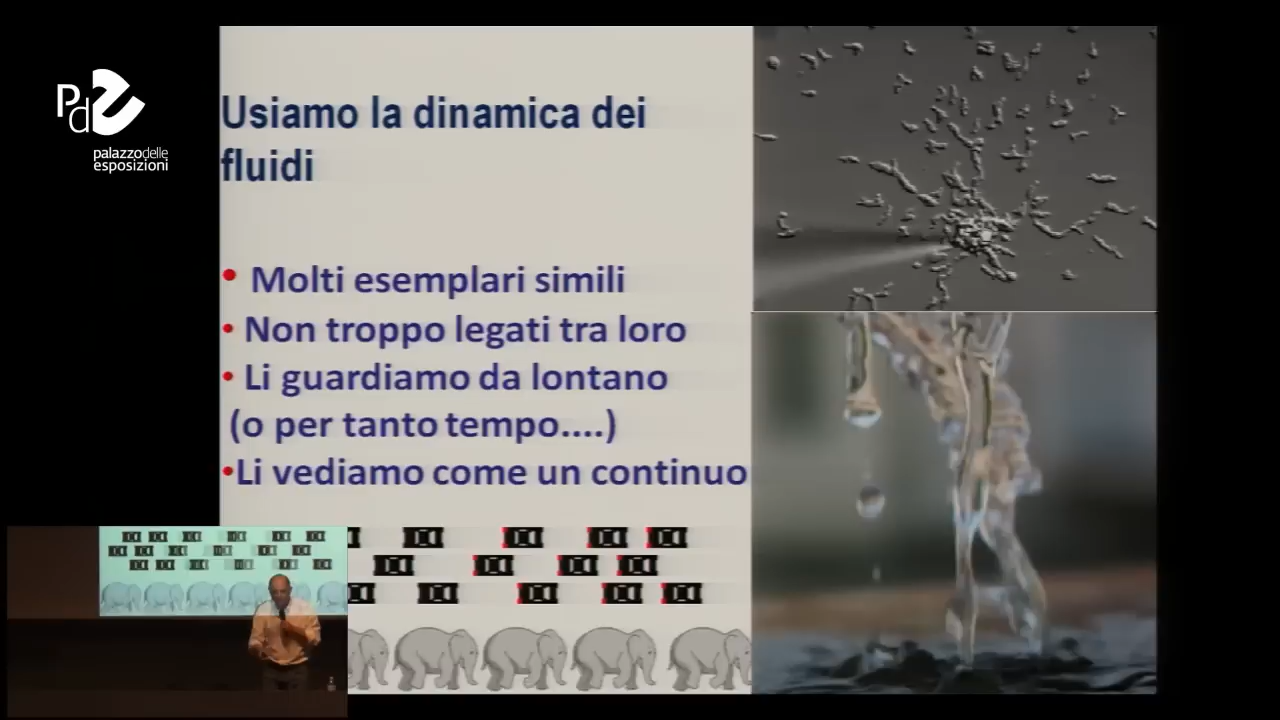 Pde
palazzodelle
esposizioni
Usiamo la dinamica dei
fluidi
• Molti esemplari simili
• Non troppo legati tra loro
• Li guardiamo da lontano
(o per tanto tempo....)
•Li vediamo come un continuo